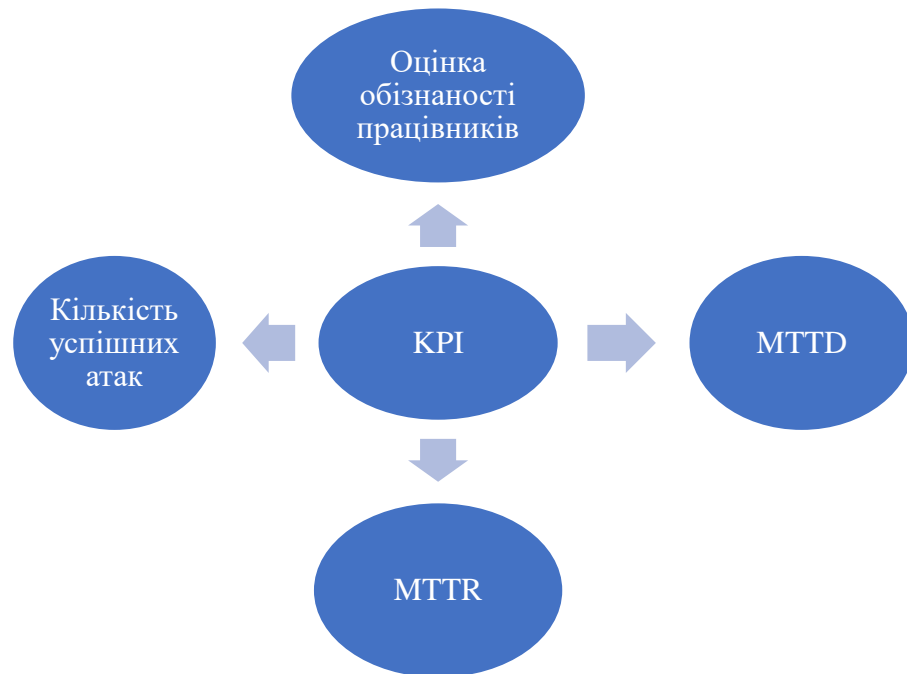 Оцінка
обізнаності
працівників
Кількість
успішних
атак
KPI
MTTD
MTTR